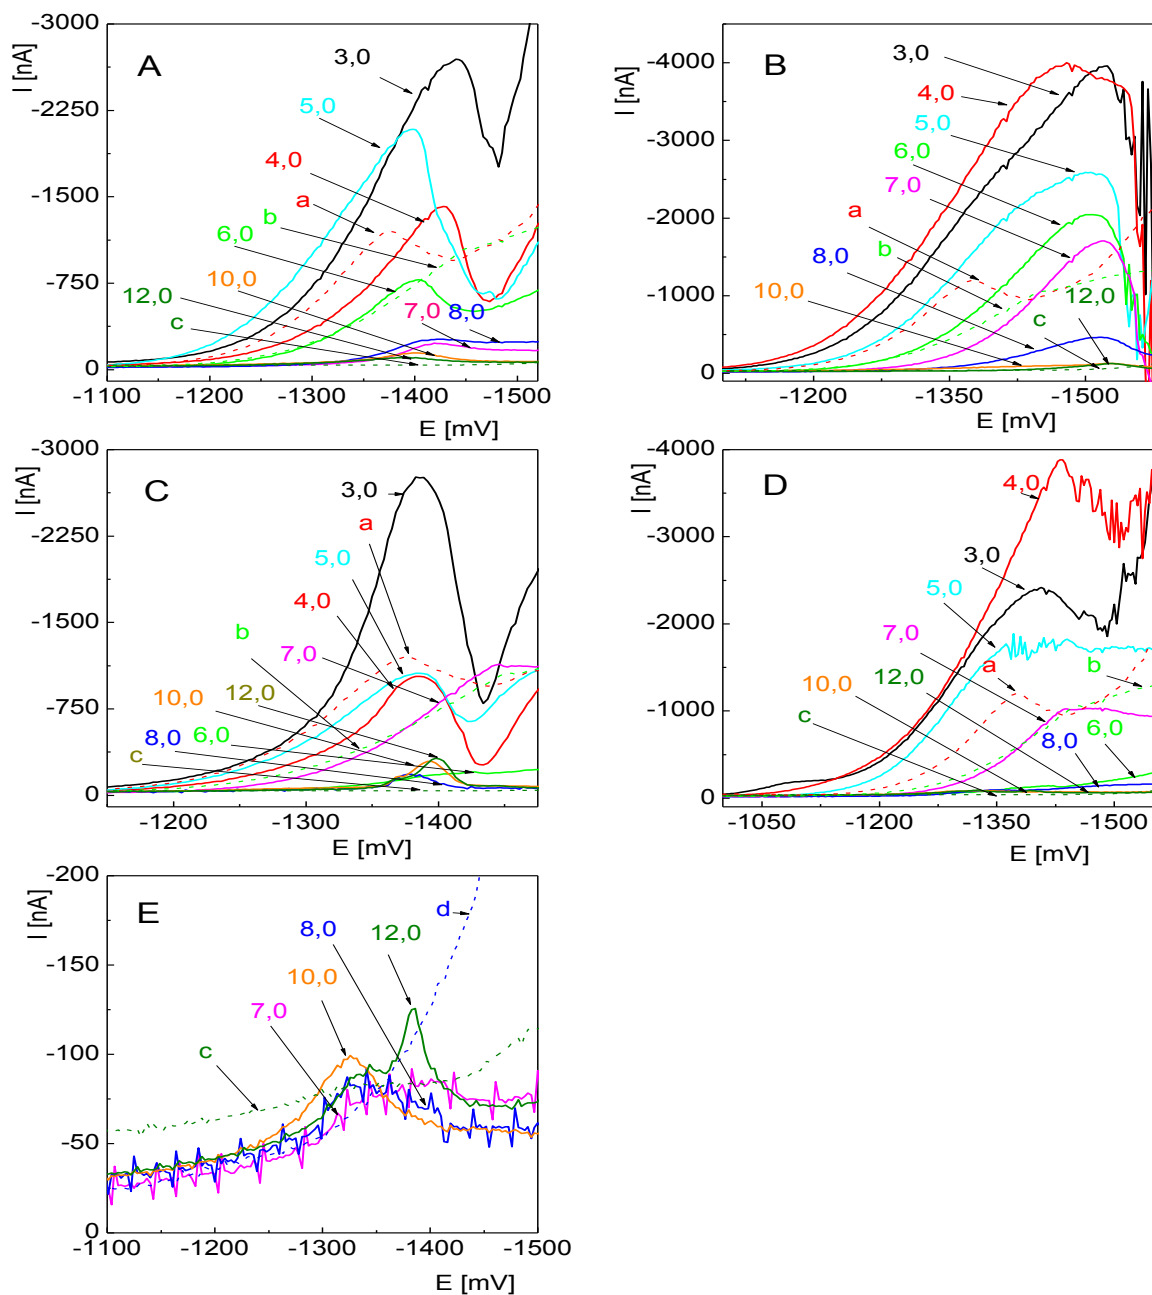 A
I [nA]
-3000
-2250
-1500
-750
0
3,0
5,0
4,0
a
b
6,0
10,0
12,0
c
7,0
8,0
-1100
-1200
-1300
-1400
-1500
E [mV]
B
I [nA]
-4000
-3000
-2000
-1000
0
3,0
4,0
5,0
6,0
7,0
a
b
8,0
10,0
12,0
c
-1200
-1350
-1500
E [mV]
C
I [nA]
-3000
-2250
-1500
-750
0
3,0
a
5,0
4,0
b
7,0
12,0
10,0
6,0
8,0
c
-1200
-1300
-1400
E [mV]
D
I [nA]
-4000
-3000
-2000
-1000
0
4,0
3,0
5,0
7,0
a
b
12,0
10,0
c
6,0
8,0
-1050
-1200
-1350
-1500
E [mV]
E
I [nA]
-200
-150
-100
-50
0
d
8,0
12,0
10,0
7,0
c
-1100
-1200
-1300
-1400
-1500
E [mV]